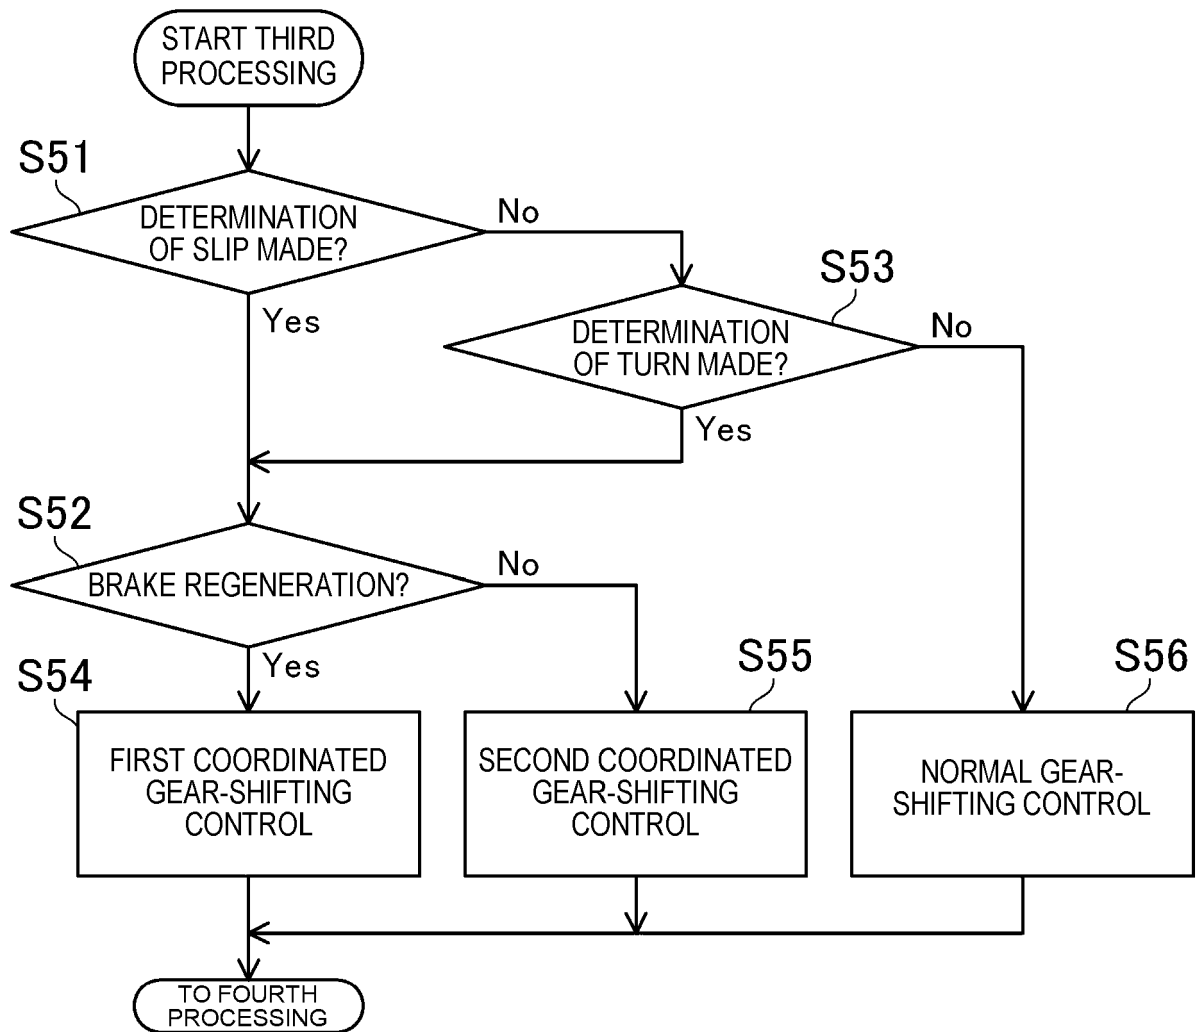 START THIRD
PROCESSING
S51
DETERMINATION
OF SLIP MADE?
No
Yes
S53
DETERMINATION
OF TURN MADE?
No
Yes
S52
BRAKE REGENERATION?
No
Yes
S54
FIRST COORDINATED
GEAR-SHIFTING
CONTROL
S55
SECOND COORDINATED
GEAR-SHIFTING
CONTROL
S56
NORMAL GEAR-
SHIFTING CONTROL
TO FOURTH
PROCESSING